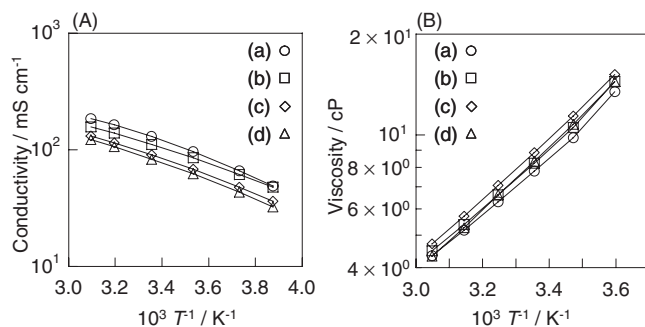 (A)
10³
10²
10¹
Conductivity / mS cm⁻¹
(a)
(b)
(c)
(d)
3.0 3.2 3.4 3.6 3.8 4.0
10³ T⁻¹ / K⁻¹
(B)
2 × 10¹
10¹
8 × 10⁰
6 × 10⁰
4 × 10⁰
Viscosity / cP
(a)
(b)
(c)
(d)
3.0 3.2 3.4 3.6
10³ T⁻¹ / K⁻¹